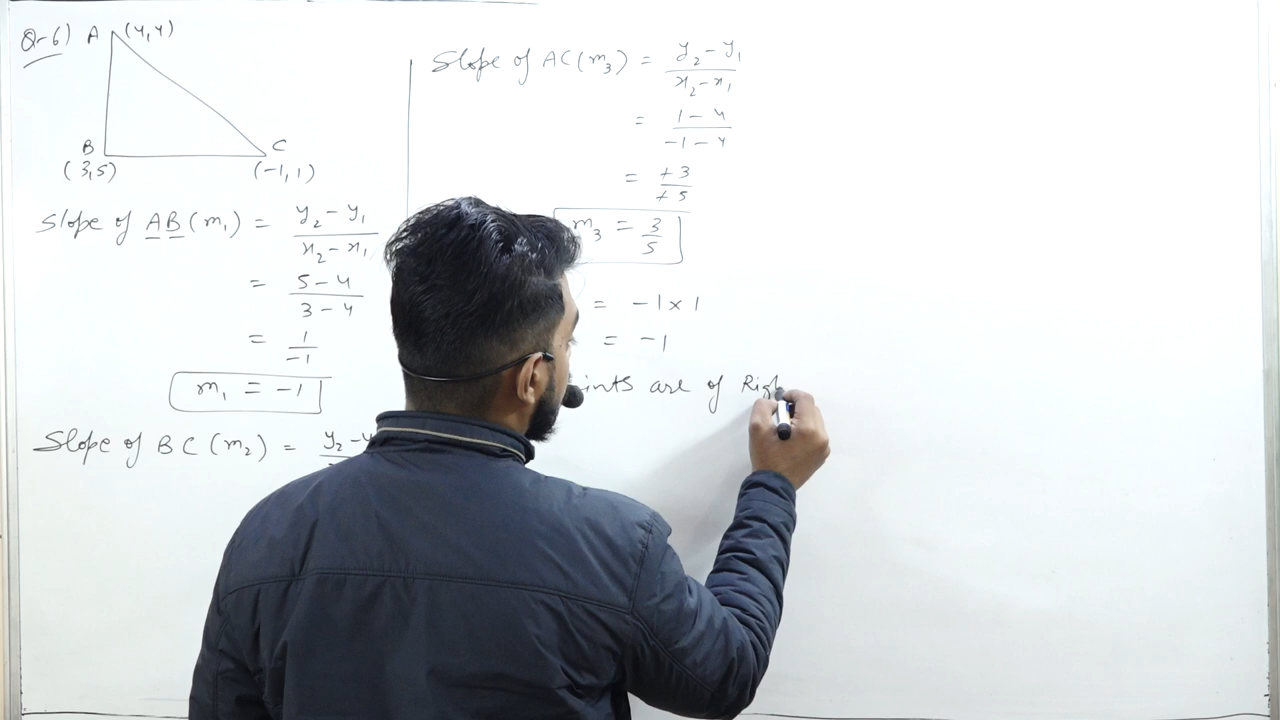 Qr-6) A (4,4)
B C
(3,5) (-1,1)
Slope of AB (m₁) = y₂ - y₁
x₂ - x₁
= 5 - 4
3 - 4
= 1
-1
m₁ = -1
Slope of BC (m₂) = y₂ - y
Slope of AC (m₃) = y₂ - y₁
x₂ - x₁
= 1 - 4
-1 - 4
= + 3
+ 5
m₃ = 3
5
= -1 × 1
= -1
ints are of Righ